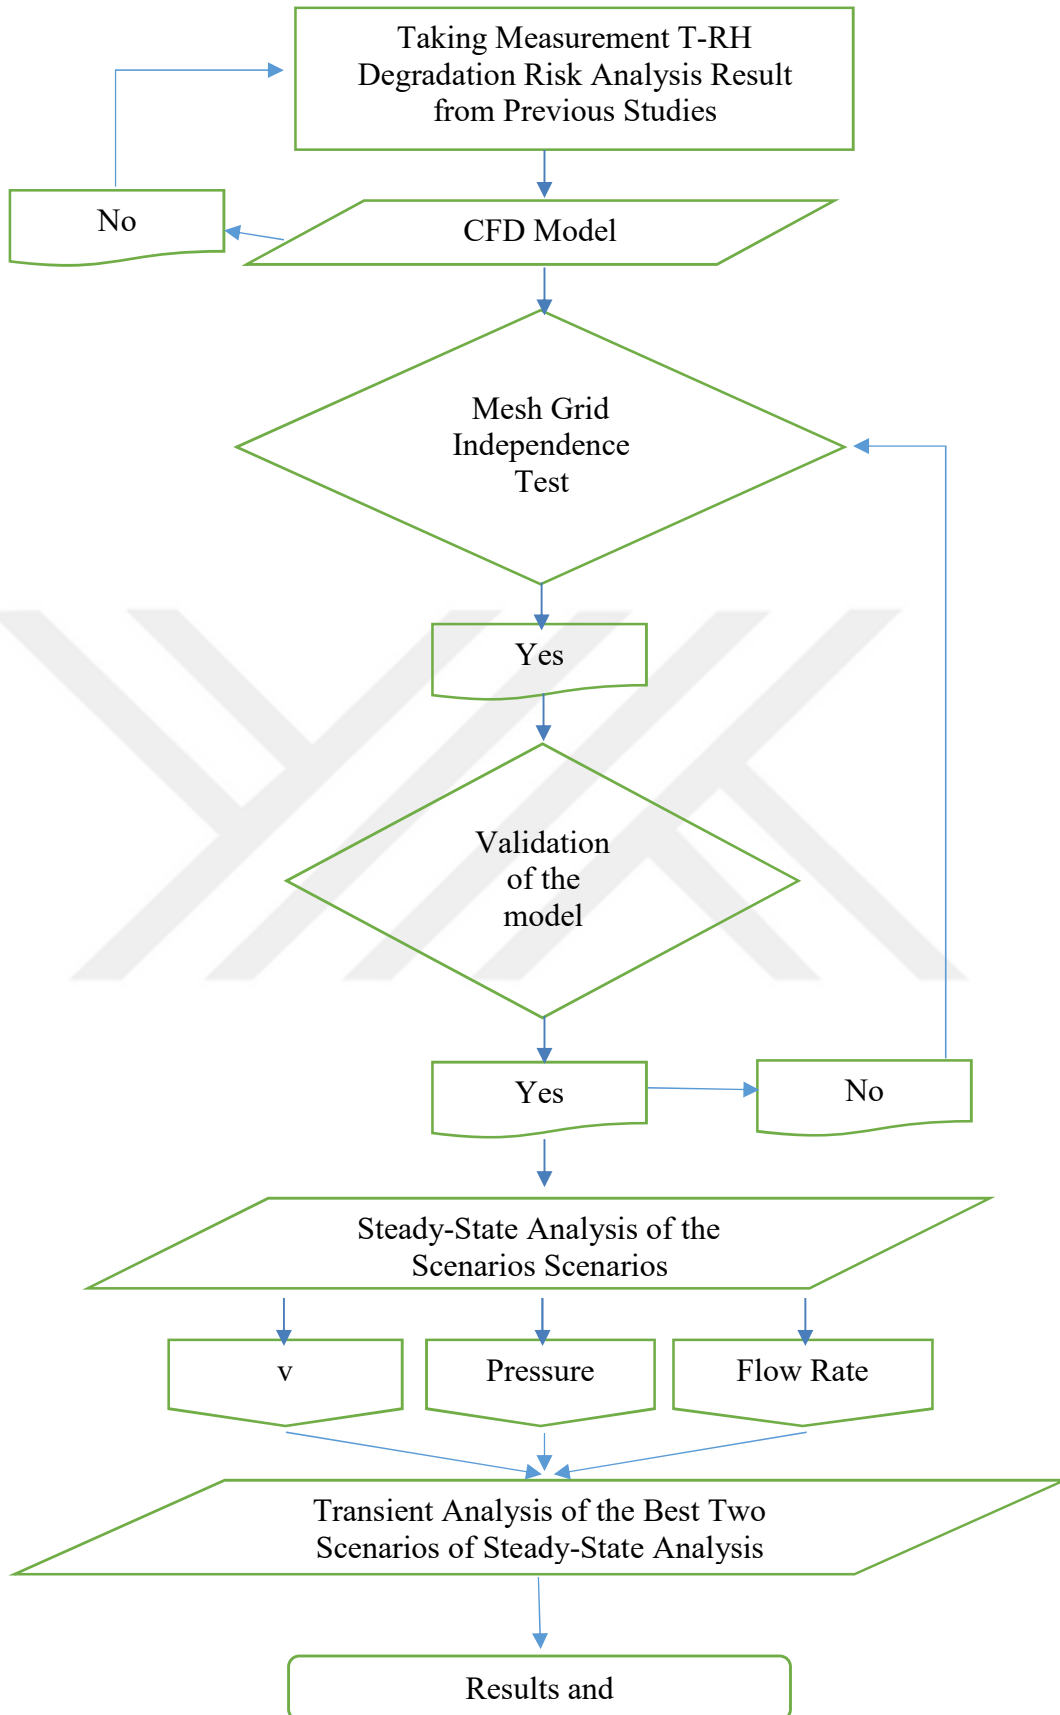 Taking Measurement T-RH
Degradation Risk Analysis Result
from Previous Studies
No
CFD Model
Mesh Grid
Independence
Test
Yes
Validation
of the
model
Yes
No
Steady-State Analysis of the
Scenarios Scenarios
v
Pressure
Flow Rate
Transient Analysis of the Best Two
Scenarios of Steady-State Analysis
Results and